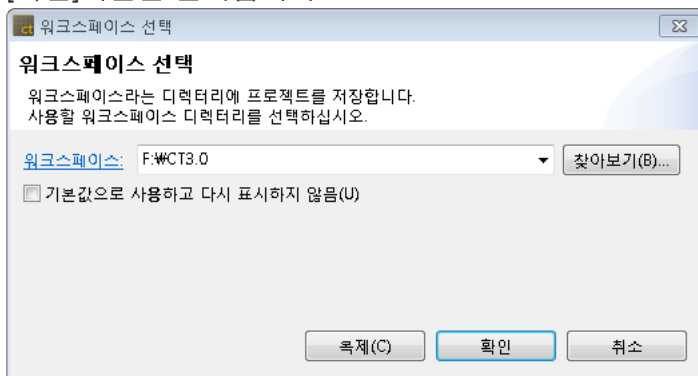 ct 워크스페이스 선택
워크스페이스 선택
워크스페이스라는 디렉터리에 프로젝트를 저장합니다.
사용할 워크스페이스 디렉터리를 선택하십시오.
워크스페이스: F:₩CT3.0 찾아보기(B)...
기본값으로 사용하고 다시 표시하지 않음(U)
목제(C) 확인 취소